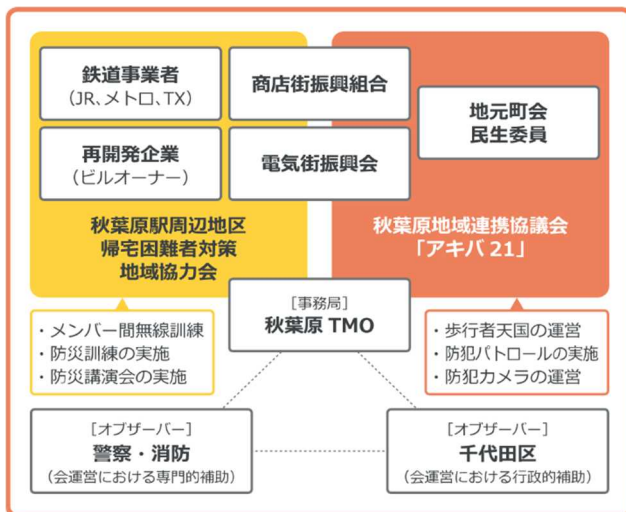 鉄道事業者
(JR、メトロ、TX)
商店街振興組合
地元町会
民生委員
再開発企業
(ビルオーナー)
電気街振興会
秋葉原駅周辺地区
帰宅困難者対策
地域協力会
秋葉原地域連携協議会
「アキバ 21」
[事務局]
秋葉原 TMO
・メンバー間無線訓練
・防災訓練の実施
・防災講演会の実施
・歩行者天国の運営
・防犯パトロールの実施
・防犯カメラの運営
[オブザーバー]
警察・消防
(会運営における専門的補助)
[オブザーバー]
千代田区
(会運営における行政的補助)